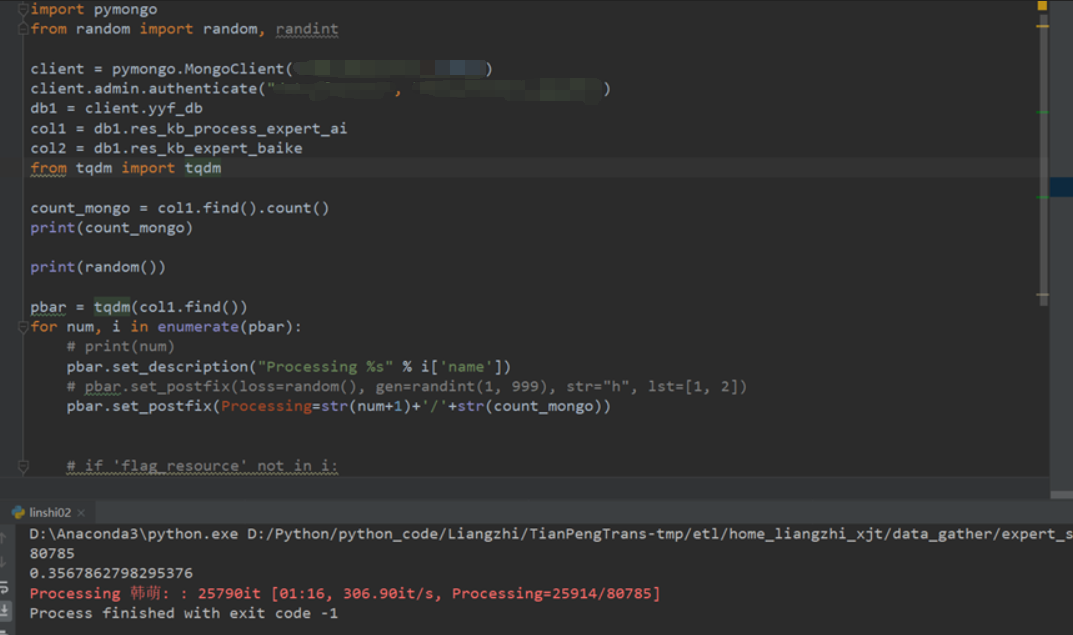 import pymongo
from random import random, randint
client = pymongo.MongoClient(                    )
client.admin.authenticate("            ,                    )
db1 = client.yyf_db
col1 = db1.res_kb_process_expert_ai
col2 = db1.res_kb_expert_baike
from tqdm import tqdm
count_mongo = col1.find().count()
print(count_mongo)
print(random())
pbar = tqdm(col1.find())
for num, i in enumerate(pbar):
    # print(num)
    pbar.set_description("Processing %s" % i['name'])
    # pbar.set_postfix(loss=random(), gen=randint(1, 999), str="h", lst=[1, 2])
    pbar.set_postfix(Processing=str(num+1)+'/'+str(count_mongo))
    # if 'flag_resource' not in i:
linshi02 ×
D:\Anaconda3\python.exe D:/Python/python_code/Liangzhi/TianPengTrans-tmp/etl/home_liangzhi_xjt/data_gather/expert_s
80785
0.3567862798295376
Processing 韩萌: : 25790it [01:16, 306.90it/s, Processing=25914/80785]
Process finished with exit code -1